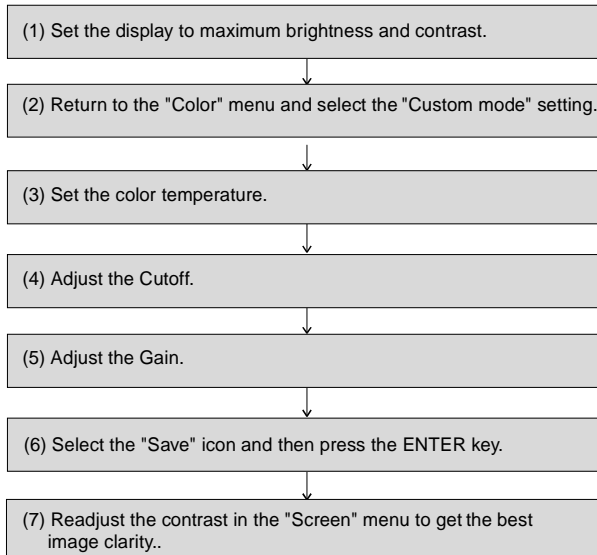 (1) Set the display to maximum brightness and contrast.
(2) Return to the "Color" menu and select the "Custom mode" setting.
(3) Set the color temperature.
(4) Adjust the Cutoff.
(5) Adjust the Gain.
(6) Select the "Save" icon and then press the ENTER key.
(7) Readjust the contrast in the "Screen" menu to get the best
image clarity..